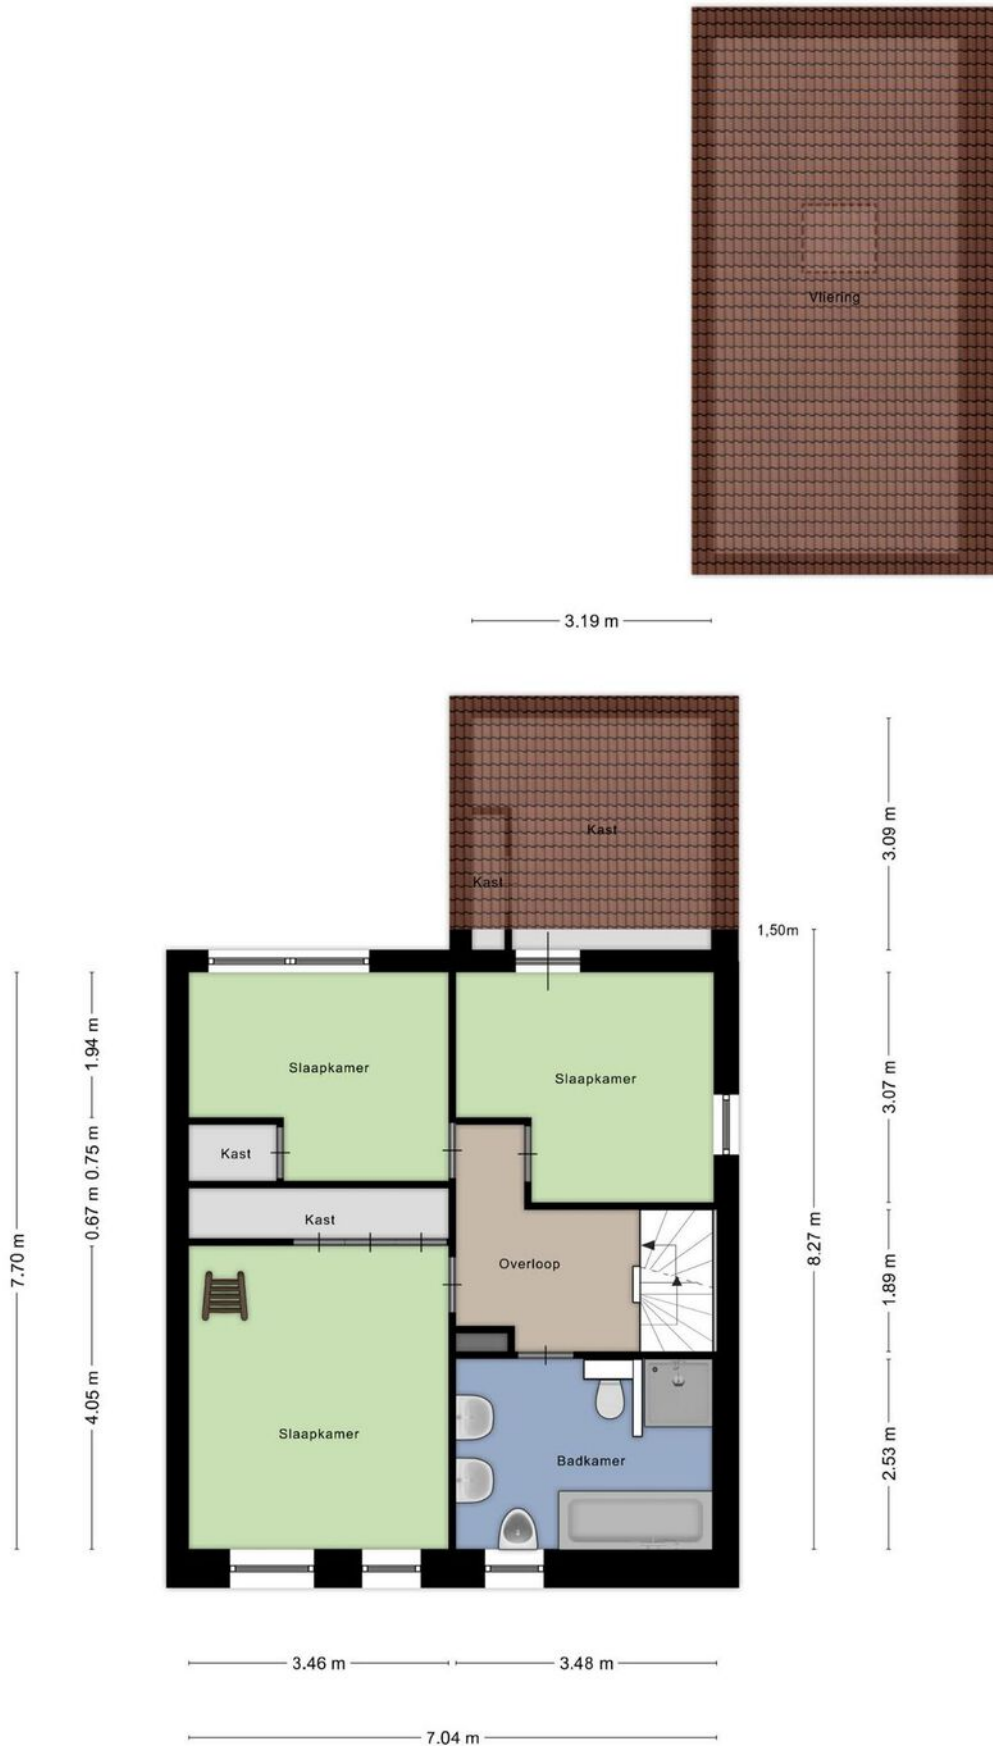 Vliering
3.19 m
Kast
Kast
3.09 m
1,50m
Slaapkamer
Slaapkamer
1.94 m
3.07 m
Kast
0.75 m
Kast
0.67 m
Overloop
7.70 m
8.27 m
1.89 m
4.05 m
Slaapkamer
Badkamer
2.53 m
3.46 m
3.48 m
7.04 m